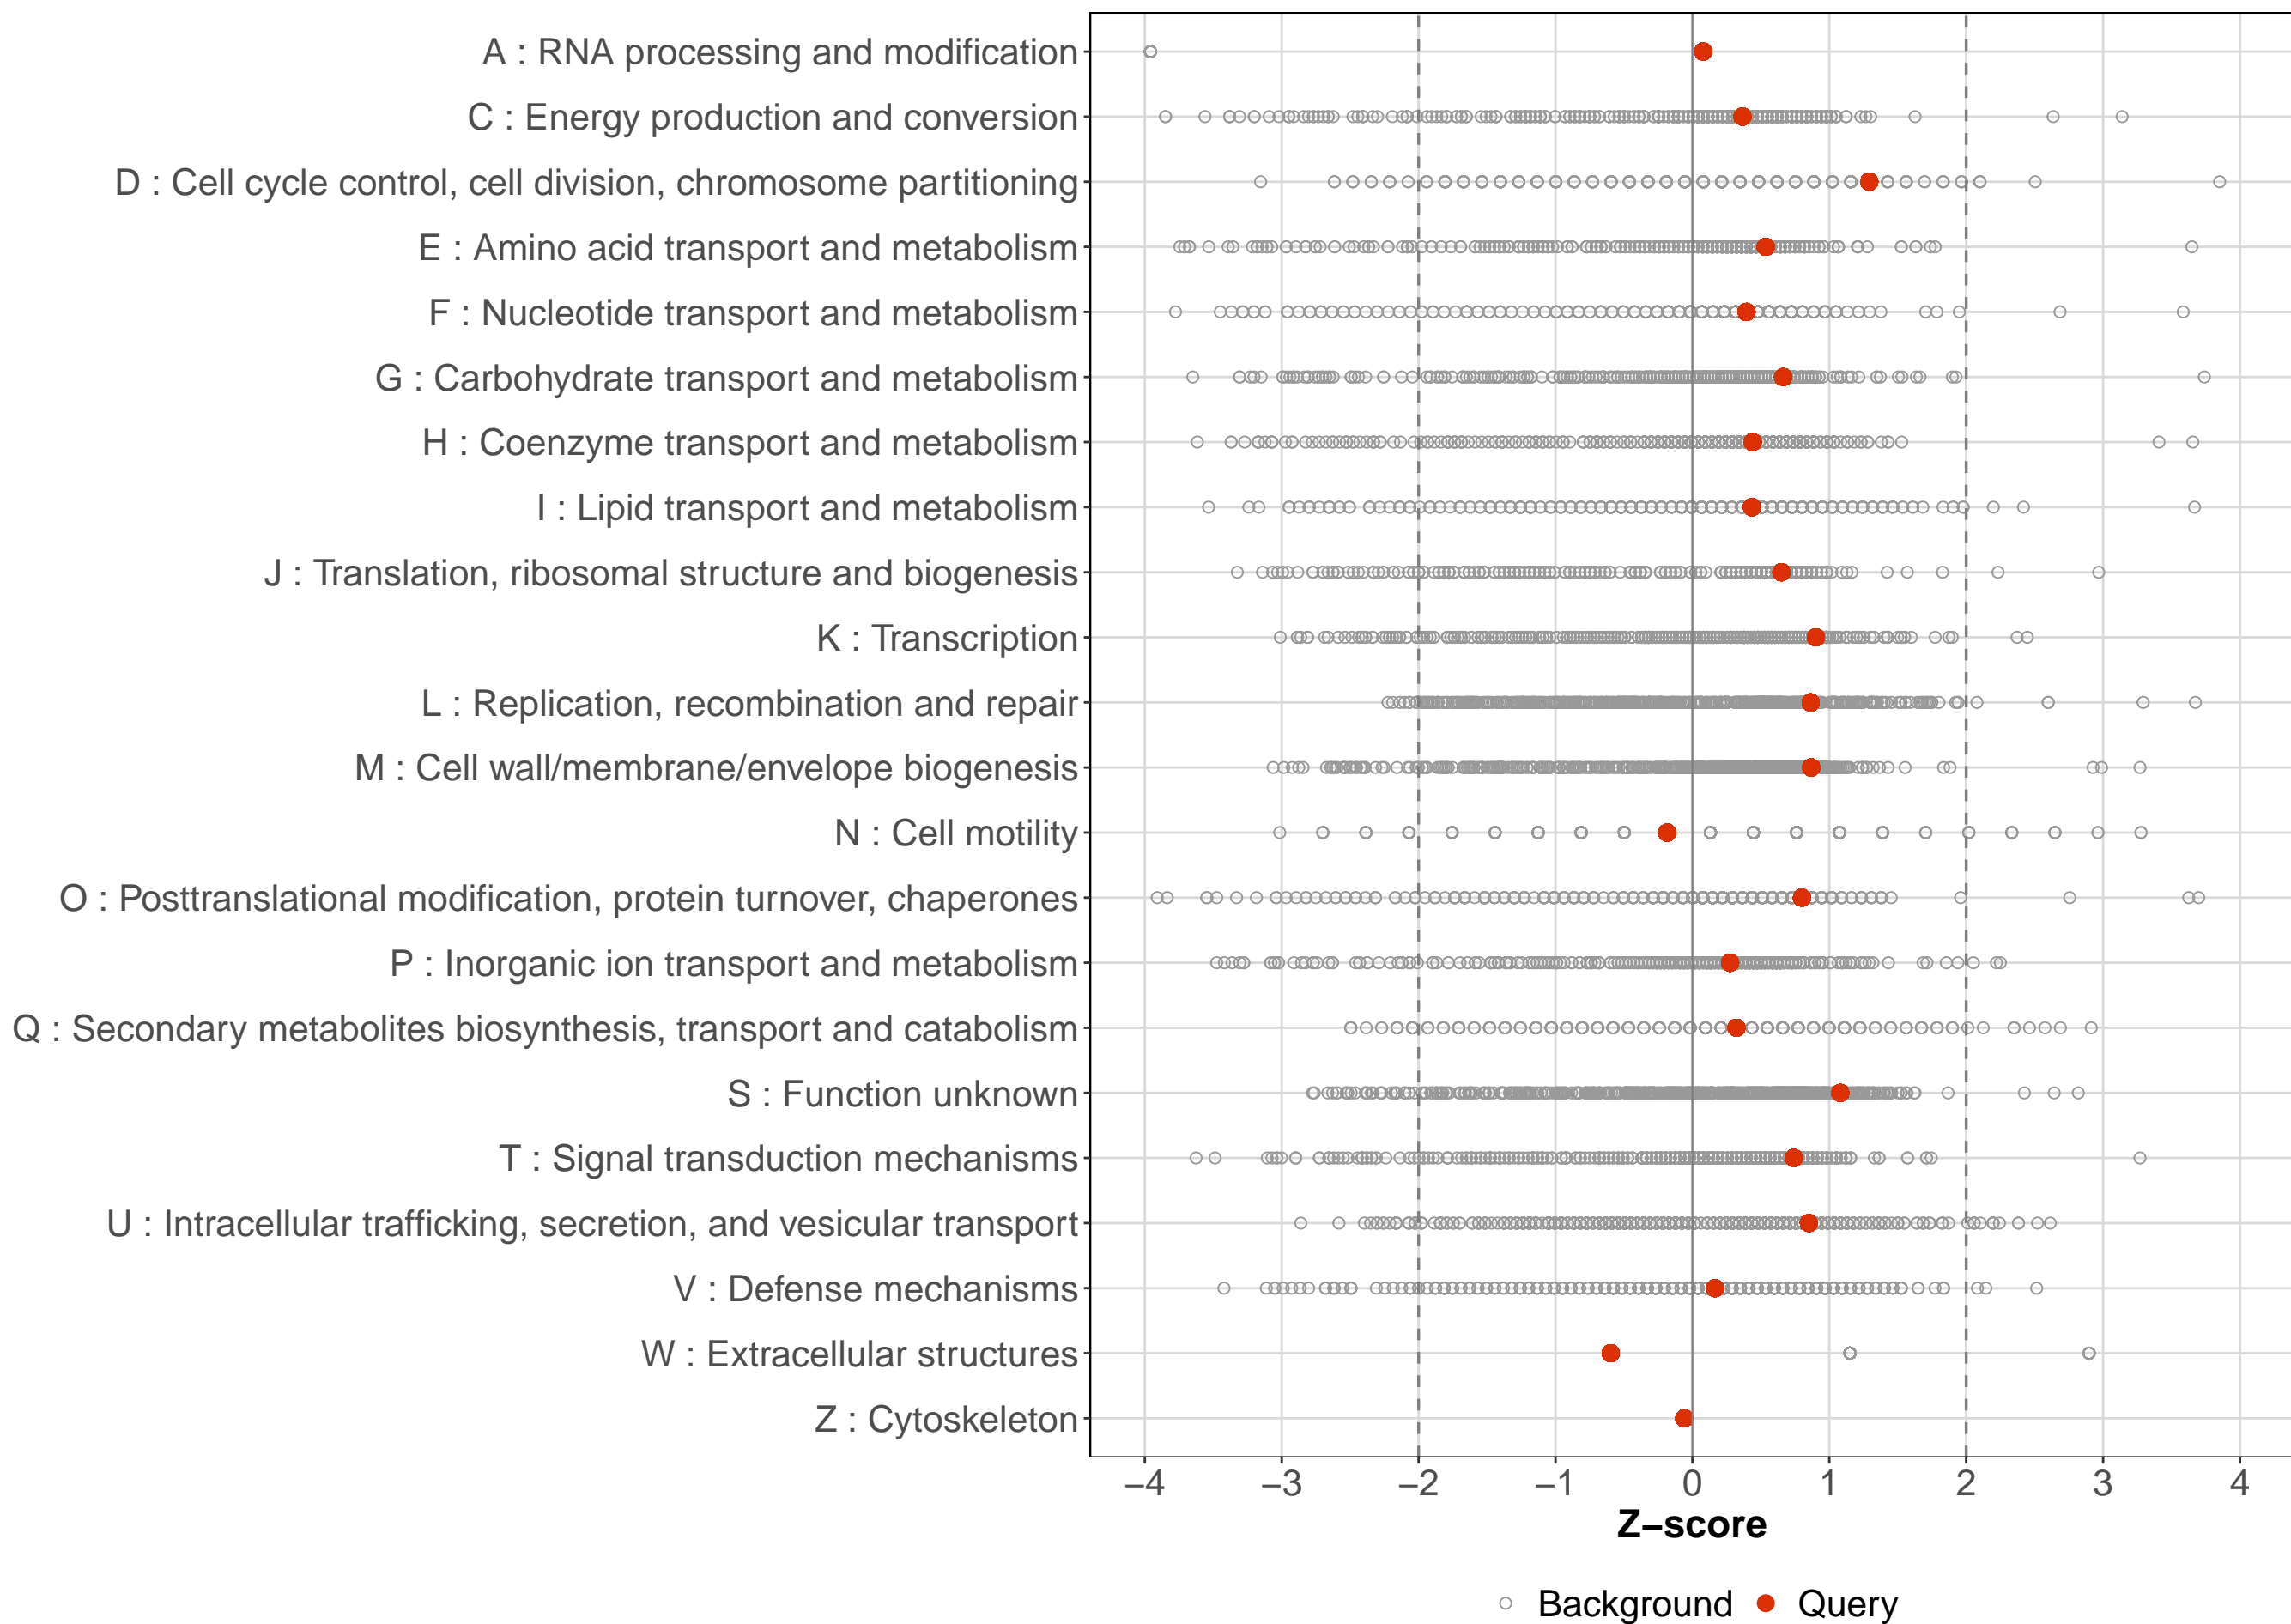 A : RNA processing and modification
C : Energy production and conversion
D : Cell cycle control, cell division, chromosome partitioning
E : Amino acid transport and metabolism
F : Nucleotide transport and metabolism
G : Carbohydrate transport and metabolism
H : Coenzyme transport and metabolism
I : Lipid transport and metabolism
J : Translation, ribosomal structure and biogenesis
K : Transcription
L : Replication, recombination and repair
M : Cell wall/membrane/envelope biogenesis
N : Cell motility
O : Posttranslational modification, protein turnover, chaperones
P : Inorganic ion transport and metabolism
Q : Secondary metabolites biosynthesis, transport and catabolism
S : Function unknown
T : Signal transduction mechanisms
U : Intracellular trafficking, secretion, and vesicular transport
V : Defense mechanisms
W : Extracellular structures
Z : Cytoskeleton
−4 −3 −2 −1 0 1 2 3 4
Z−score
Background Query